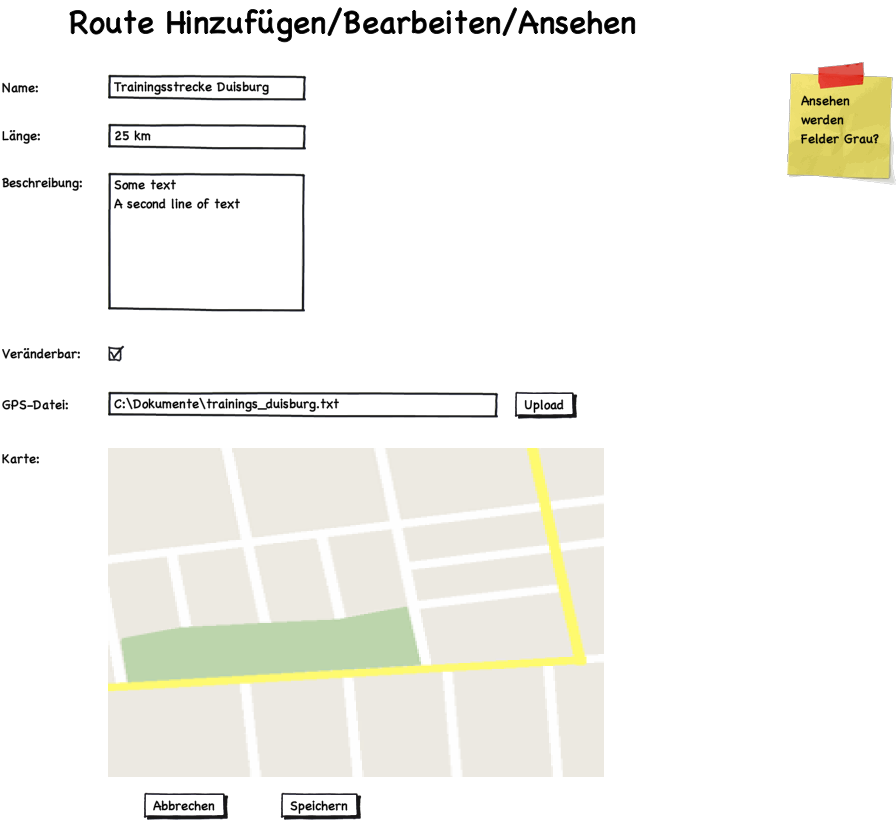 Route Hinzufügen/Bearbeiten/Ansehen
Name: Trainingsstrecke Duisburg
Ansehen
werden
Felder Grau?
Länge: 25 km
Beschreibung: Some text
A second line of text
Veränderbar:
GPS-Datei: C:\Dokumente\trainings_duisburg.txt Upload
Karte:
Abbrechen Speichern